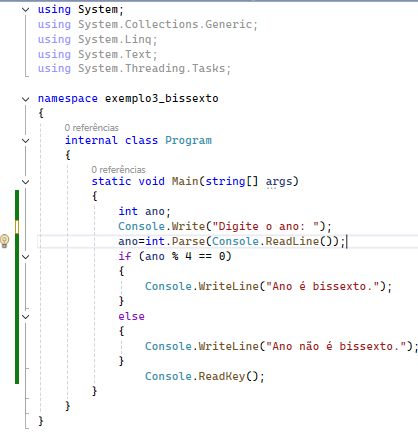 using System;
using System.Collections.Generic;
using System.Linq;
using System.Text;
using System.Threading.Tasks;
namespace exemplo3_bissexto
{
0 referências
internal class Program
{
0 referências
static void Main(string[] args)
{
int ano;
Console.Write("Digite o ano: ");
ano=int.Parse(Console.ReadLine());
if (ano % 4 == 0)
{
Console.WriteLine("Ano é bissexto.");
}
else
{
Console.WriteLine("Ano não é bissexto.");
}
Console.ReadKey();
}
}
}